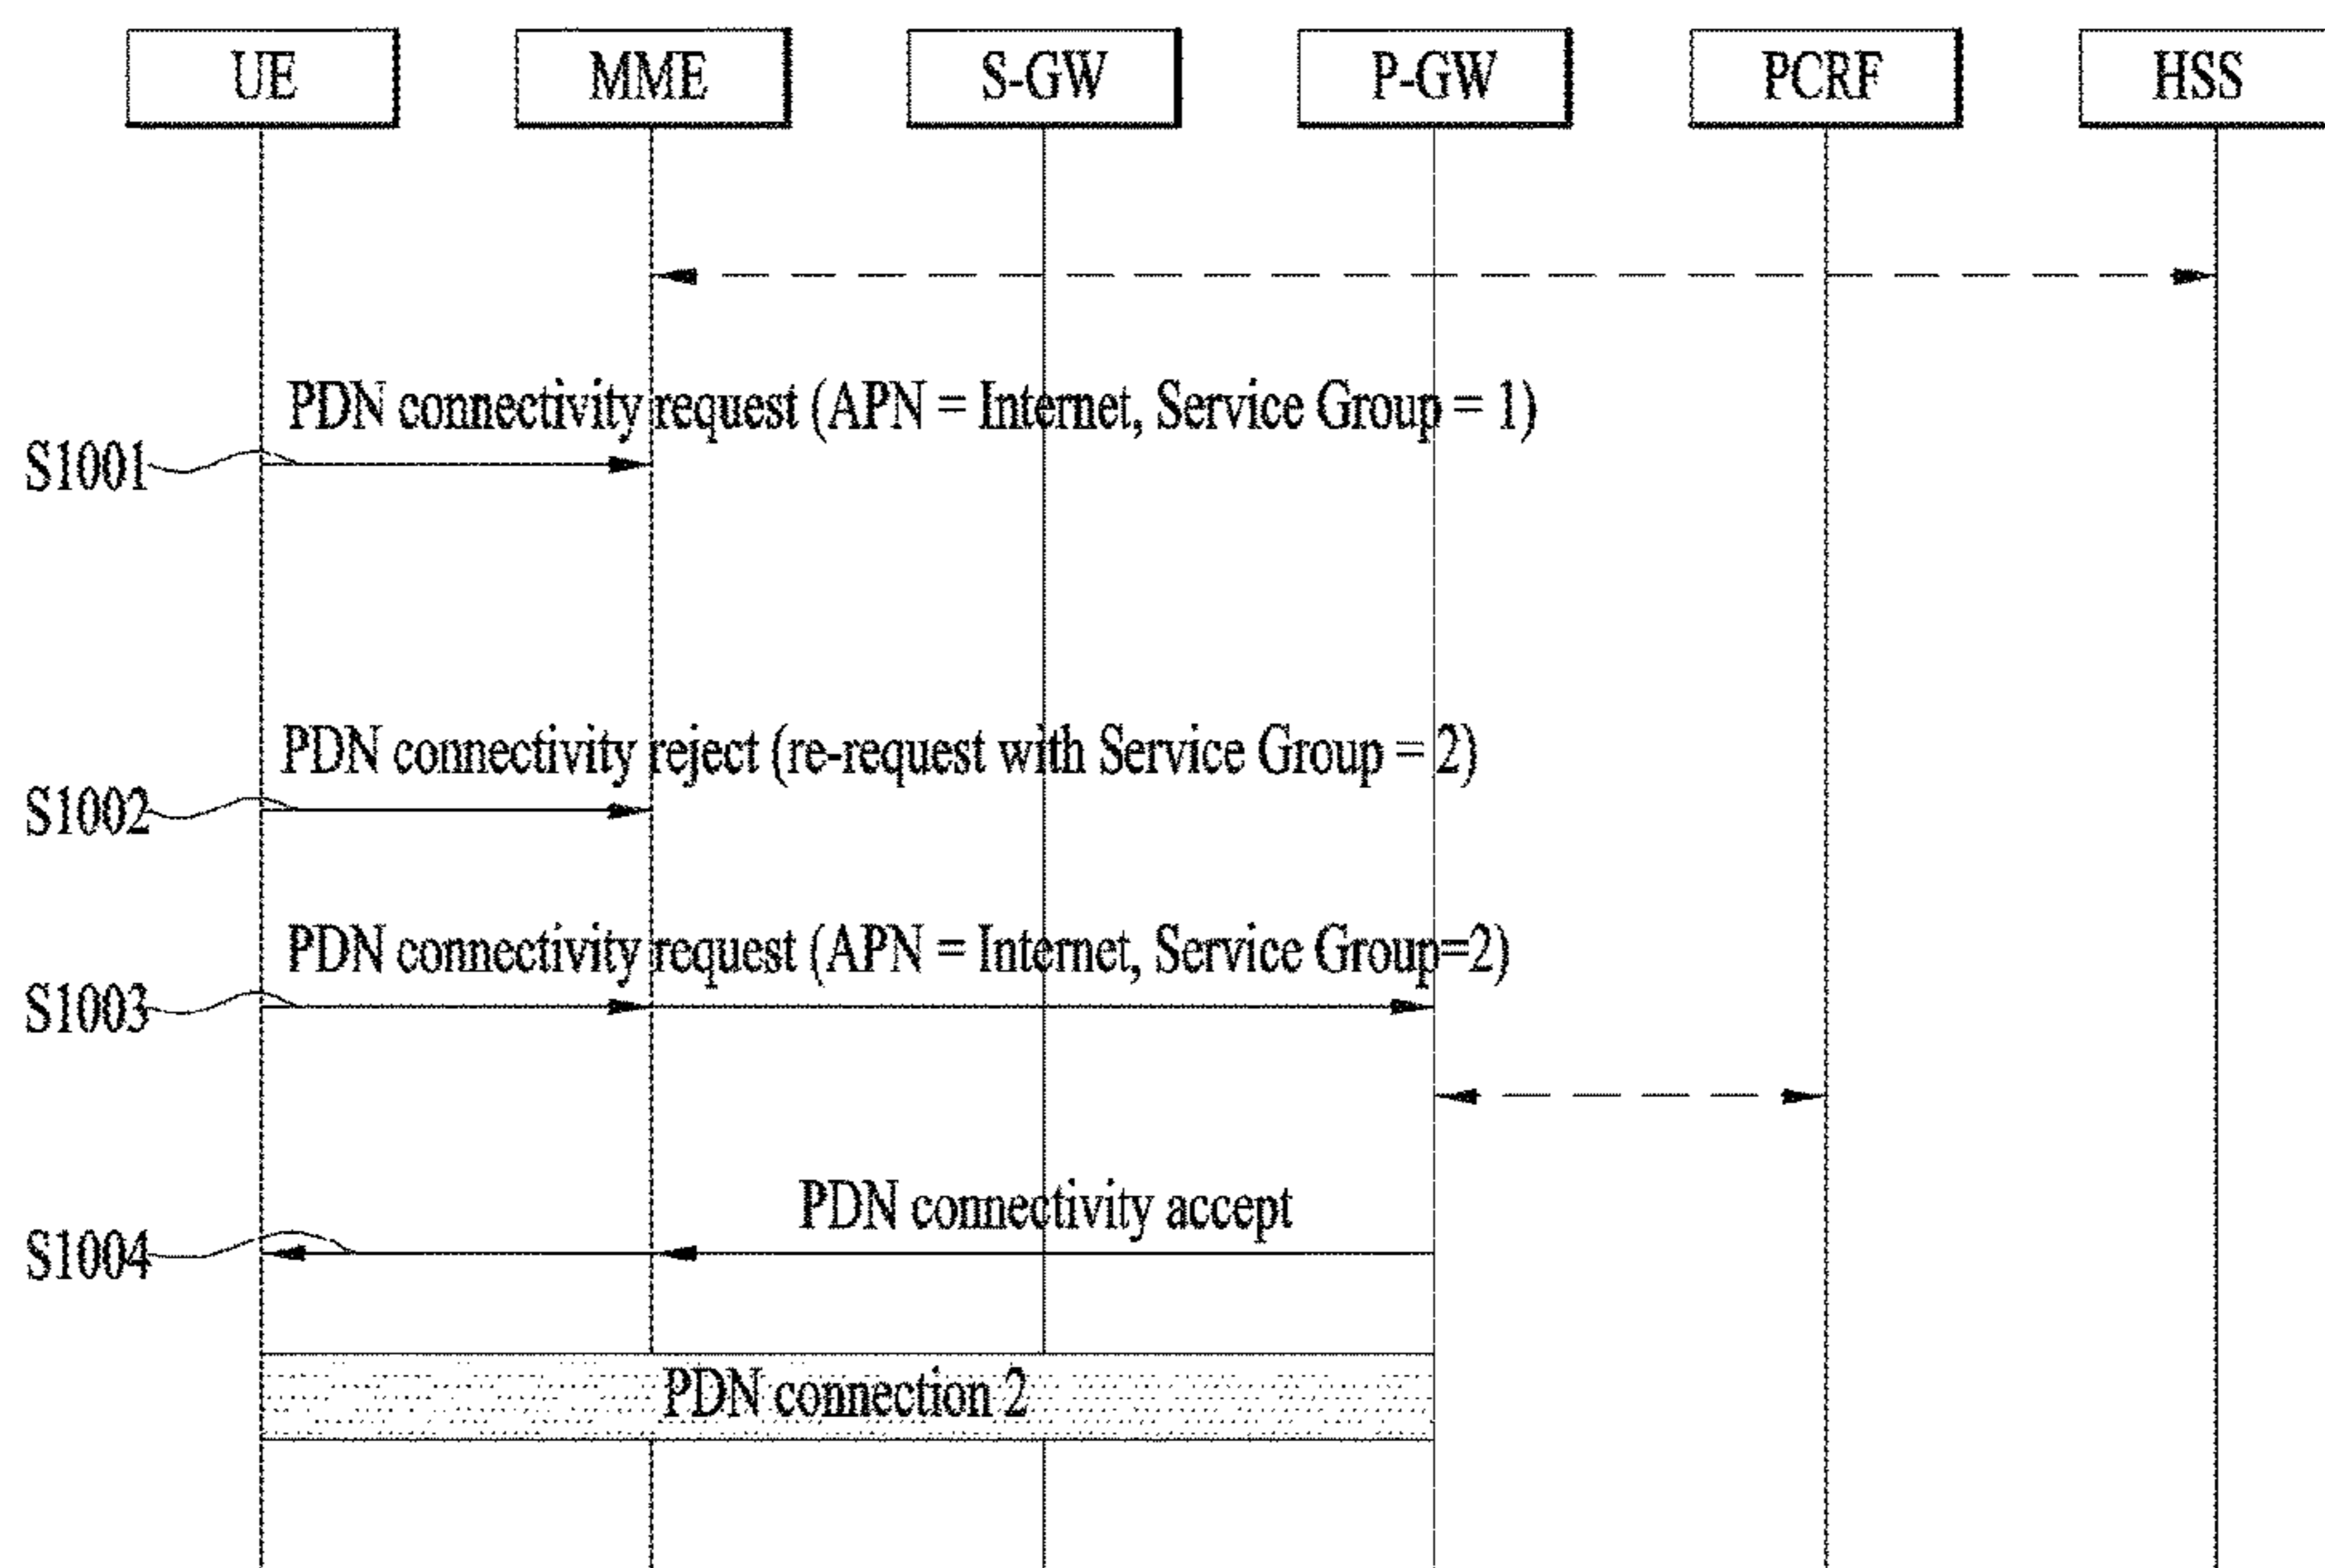 UE MME S-GW P-GW PCRF HSS
PDN connectivity request (APN = Internet, Service Group = 1)
S1001
PDN connectivity reject (re-request with Service Group = 2)
S1002
PDN connectivity request (APN = Internet, Service Group=2)
S1003
PDN connectivity accept
S1004
PDN connection 2